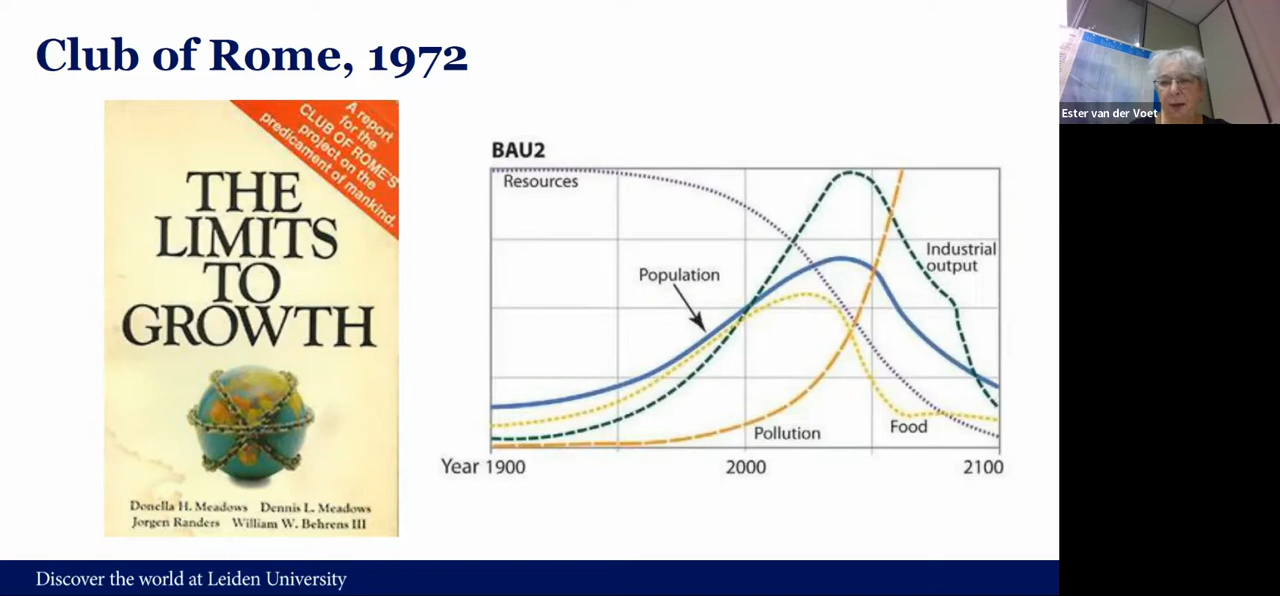 Club of Rome, 1972
A report
for the
CLUB OF ROME'S
project on the
predicament of mankind.
THE
LIMITS
TO
GROWTH
Donella H. Meadows Dennis L. Meadows
Jorgen Randers William W. Behrens III
BAU2
Resources
Population
Industrial
output
Pollution
Food
Year 1900 2000 2100
Discover the world at Leiden University
Ester van der Voet